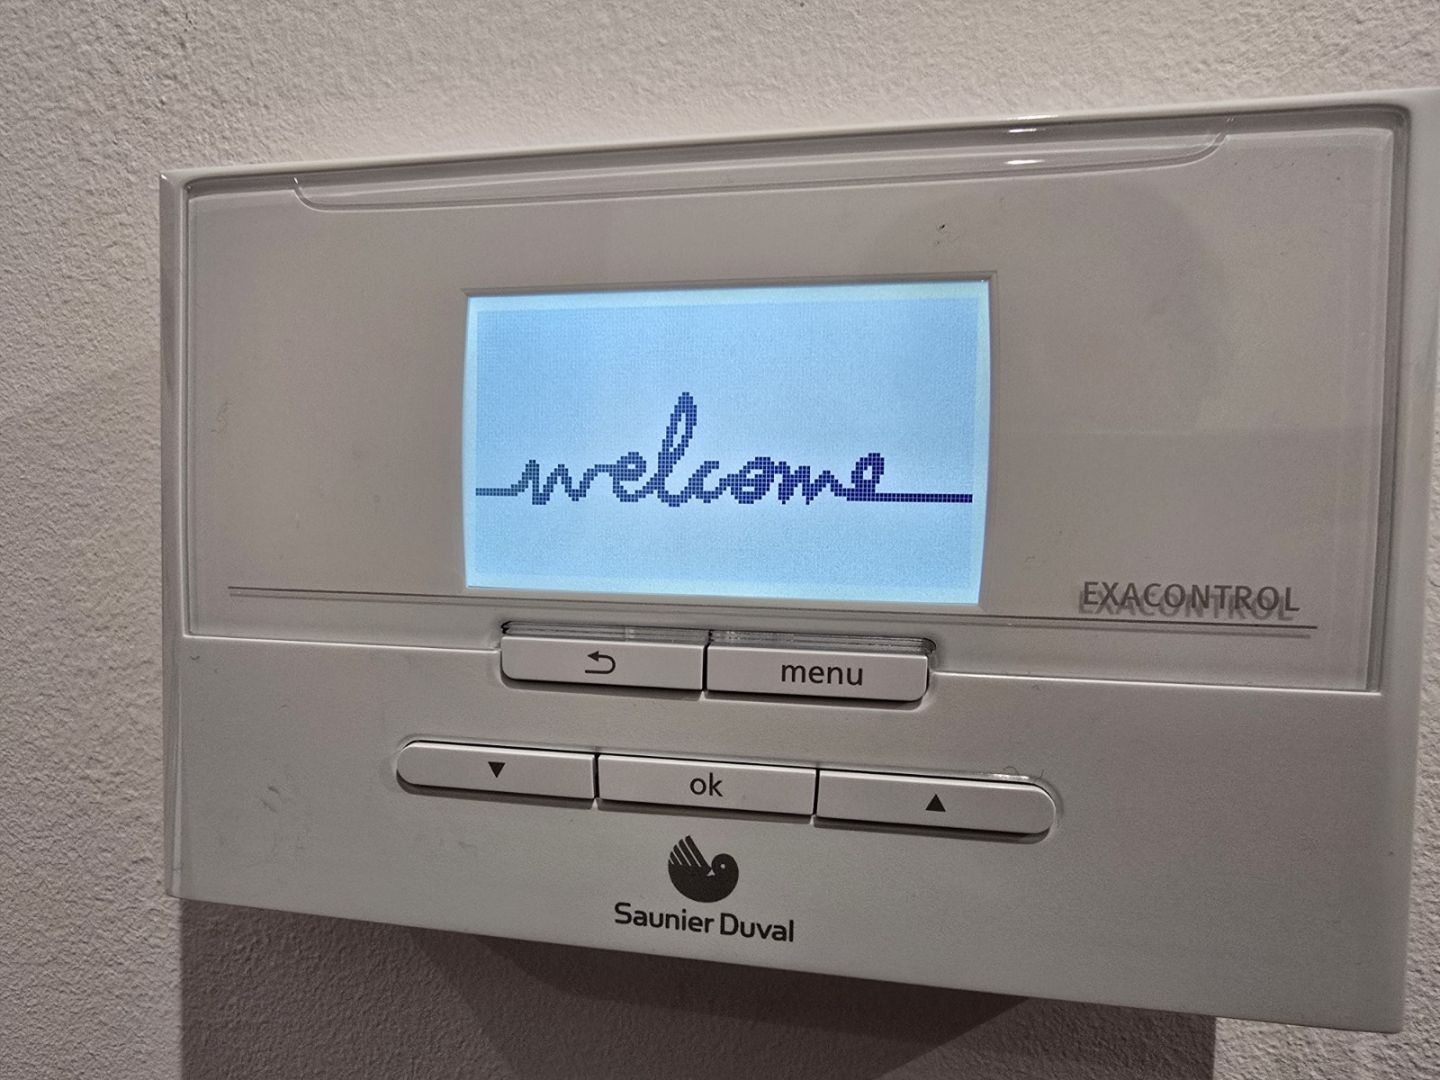 welcome
EXACONTROL
menu
ok
Saunier Duval